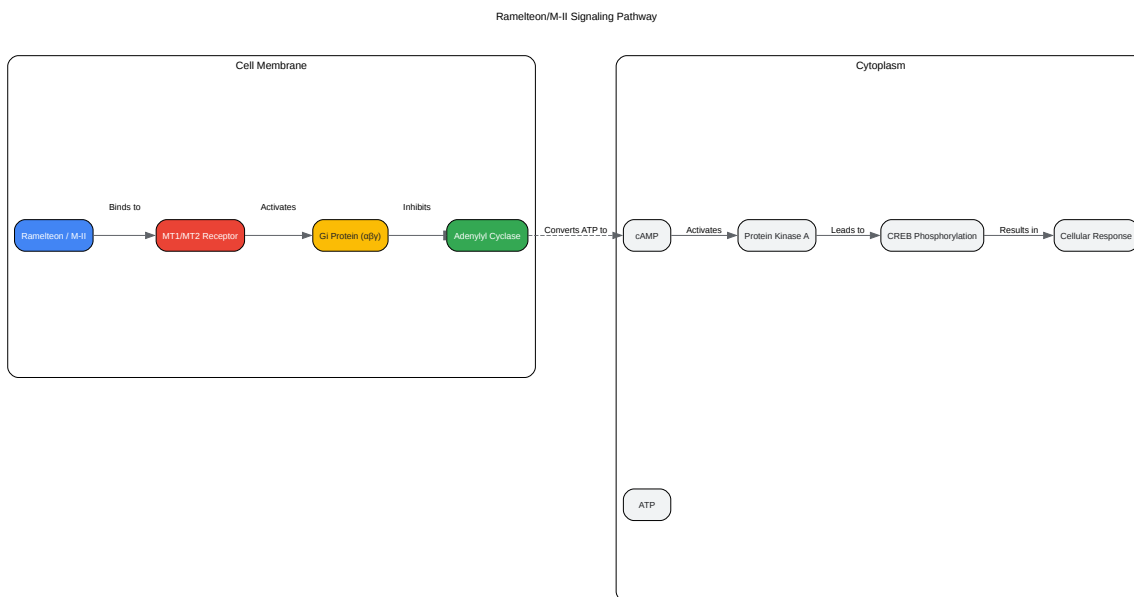 Ramelteon/M-II Signaling Pathway
Cell Membrane
Cytoplasm
Ramelteon / M-II
Binds to
MT1/MT2 Receptor
Activates
Gi Protein (αβγ)
Inhibits
Adenylyl Cyclase
Converts ATP to
cAMP
Activates
Protein Kinase A
Leads to
CREB Phosphorylation
Results in
Cellular Response
ATP